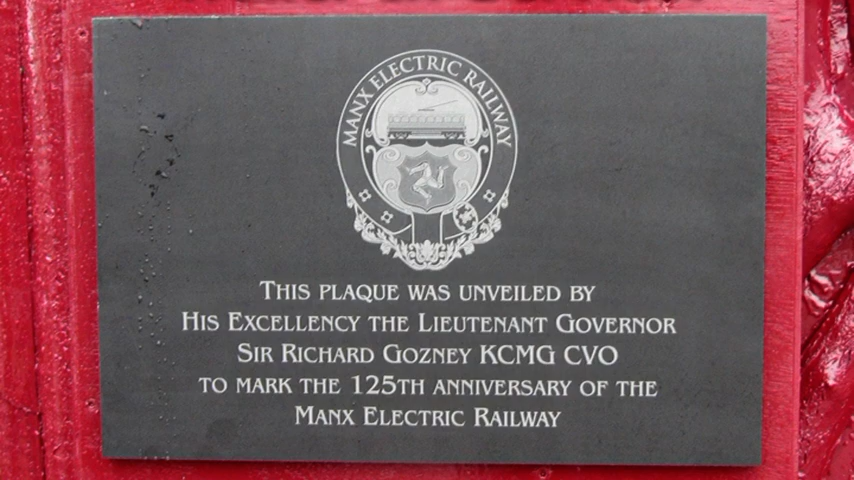 MANX ELECTRIC RAILWAY
THIS PLAQUE WAS UNVEILED BY
HIS EXCELLENCY THE LIEUTENANT GOVERNOR
SIR RICHARD GOZNEY KCMG CVO
TO MARK THE 125TH ANNIVERSARY OF THE
MANX ELECTRIC RAILWAY